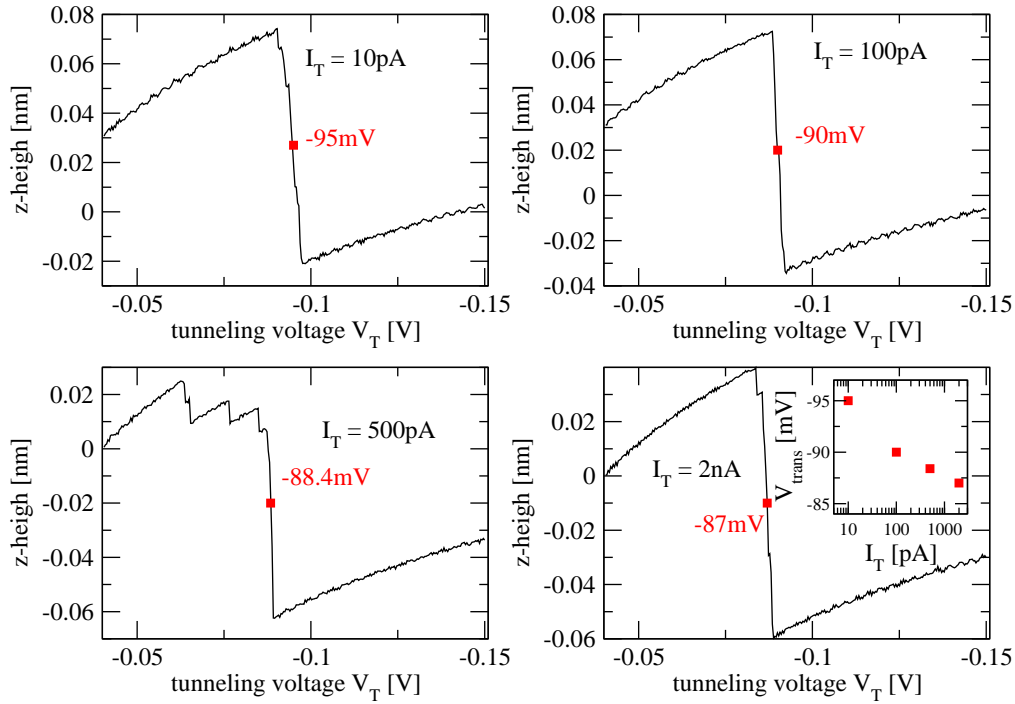 0.08
0.06
0.04
0.02
0
-0.02
z-heigh [nm]
I_T = 10pA
-95mV
-0.05
-0.1
-0.15
tunneling voltage V_T [V]
0.08
0.06
0.04
0.02
0
-0.02
0.04
z-heigh [nm]
I_T = 100pA
-90mV
-0.05
-0.1
-0.15
tunneling voltage V_T [V]
0.02
0
-0.02
-0.04
-0.06
z-heigh [nm]
I_T = 500pA
-88.4mV
-0.05
-0.1
-0.15
tunneling voltage V_T [V]
0.02
0
-0.02
-0.04
0.06
z-heigh [nm]
I_T = 2nA
-87mV
-0.05
-0.1
-0.15
tunneling voltage V_T [V]
-95
-90
-85
V_trans [mV]
10
100
1000
I_T [pA]